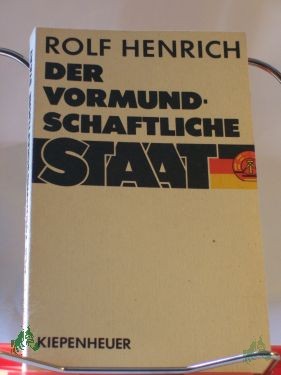 ROLF HENRICH
DER
VORMUND-
SCHAFTLICHE
STAAT
KIEPENHEUER